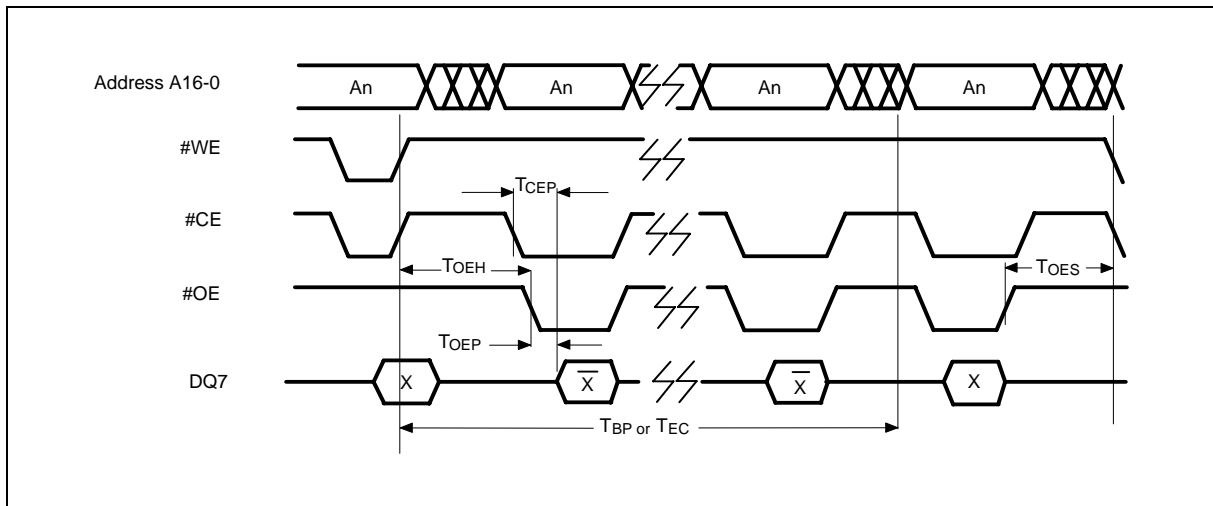 Address A16-0 An An An An
#WE
TCEP
#CE
TOEH TOES
#OE
TOEP
DQ7 X X̅ X̅ X
TBP or TEC